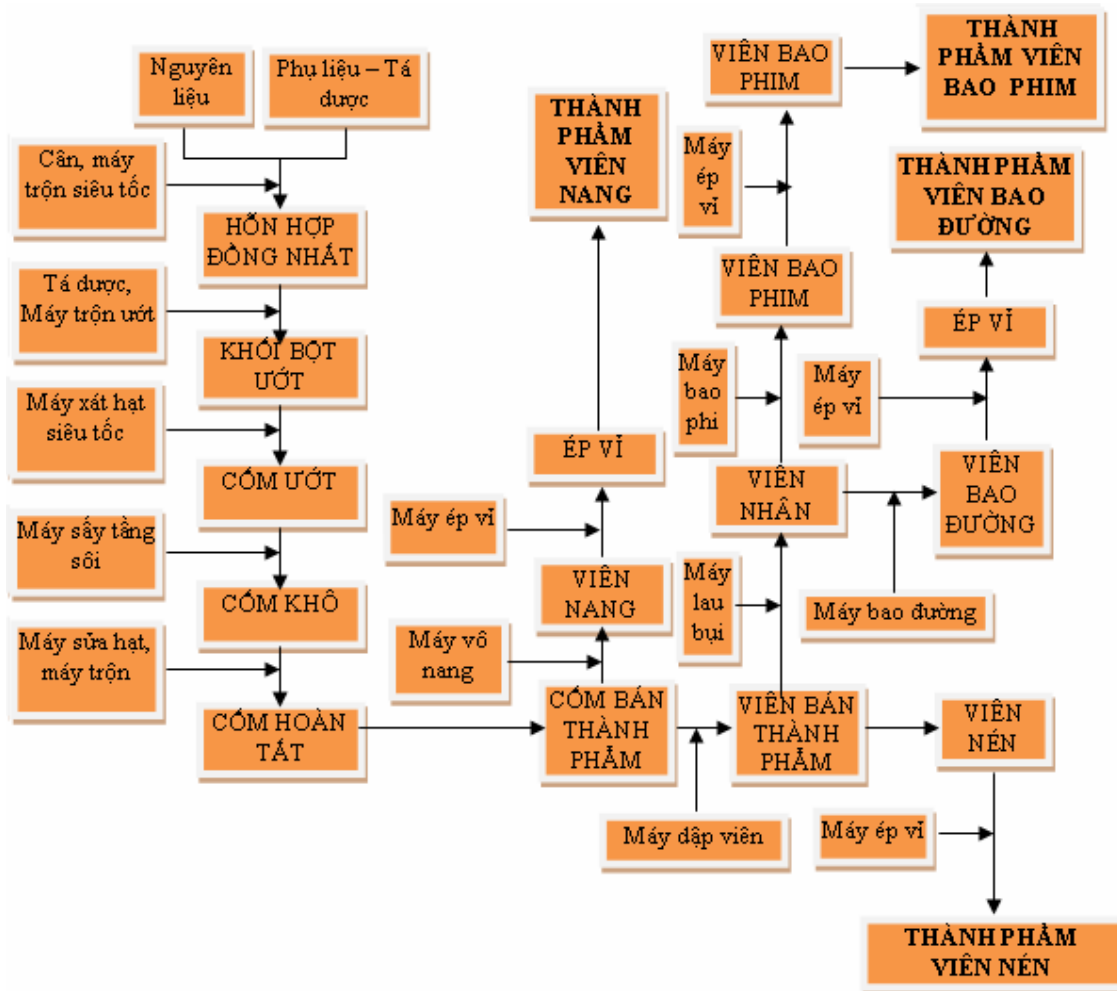 Nguyên
liệu
Phụ liệu – Tá
dược
Cân, máy
trộn siêu tốc
HỖN HỢP
ĐỒNG NHẤT
Tá dược,
Máy trộn ướt
KHỐI BỘT
ƯỚT
Máy xát hạt
siêu tốc
CỐM ƯỚT
Máy sấy tầng
sôi
CỐM KHÔ
Máy sửa hạt,
máy trộn
CỐM HOÀN
TẤT
CỐM BÁN
THÀNH
PHẨM
Máy vô
nang
VIÊN
NANG
Máy ép vỉ
ÉP VỈ
THÀNH
PHẨM
VIÊN
NANG
Máy dập viên
VIÊN BÁN
THÀNH
PHẨM
Máy
lau
bụi
VIÊN
NHÂN
Máy
bao
phi
VIÊN BAO
PHIM
Máy
ép
vỉ
VIÊN BAO
PHIM
THÀNH
PHẨM VIÊN
BAO PHIM
Máy bao đường
VIÊN
BAO
ĐƯỜNG
Máy
ép vỉ
ÉP VỈ
THÀNH PHẨM
VIÊN BAO
ĐƯỜNG
VIÊN
NÉN
Máy ép vỉ
THÀNH PHẨM
VIÊN NÉN